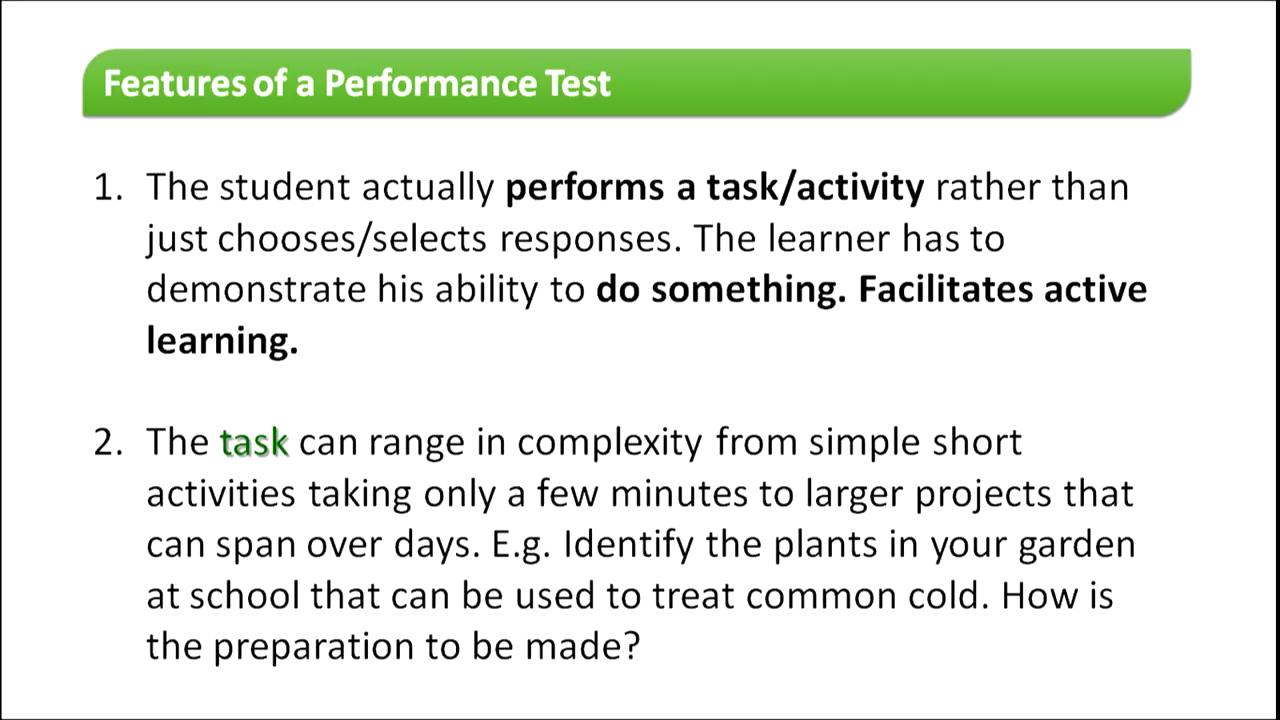 Features of a Performance Test
1. The student actually performs a task/activity rather than
just chooses/selects responses. The learner has to
demonstrate his ability to do something. Facilitates active
learning.
2. The task can range in complexity from simple short
activities taking only a few minutes to larger projects that
can span over days. E.g. Identify the plants in your garden
at school that can be used to treat common cold. How is
the preparation to be made?